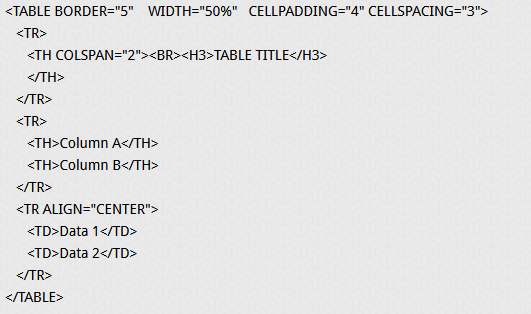 <TABLE BORDER="5" WIDTH="50%" CELLPADDING="4" CELLSPACING="3">
<TR>
<TH COLSPAN="2"><BR><H3>TABLE TITLE</H3>
</TH>
</TR>
<TR>
<TH>Column A</TH>
<TH>Column B</TH>
</TR>
<TR ALIGN="CENTER">
<TD>Data 1</TD>
<TD>Data 2</TD>
</TR>
</TABLE>